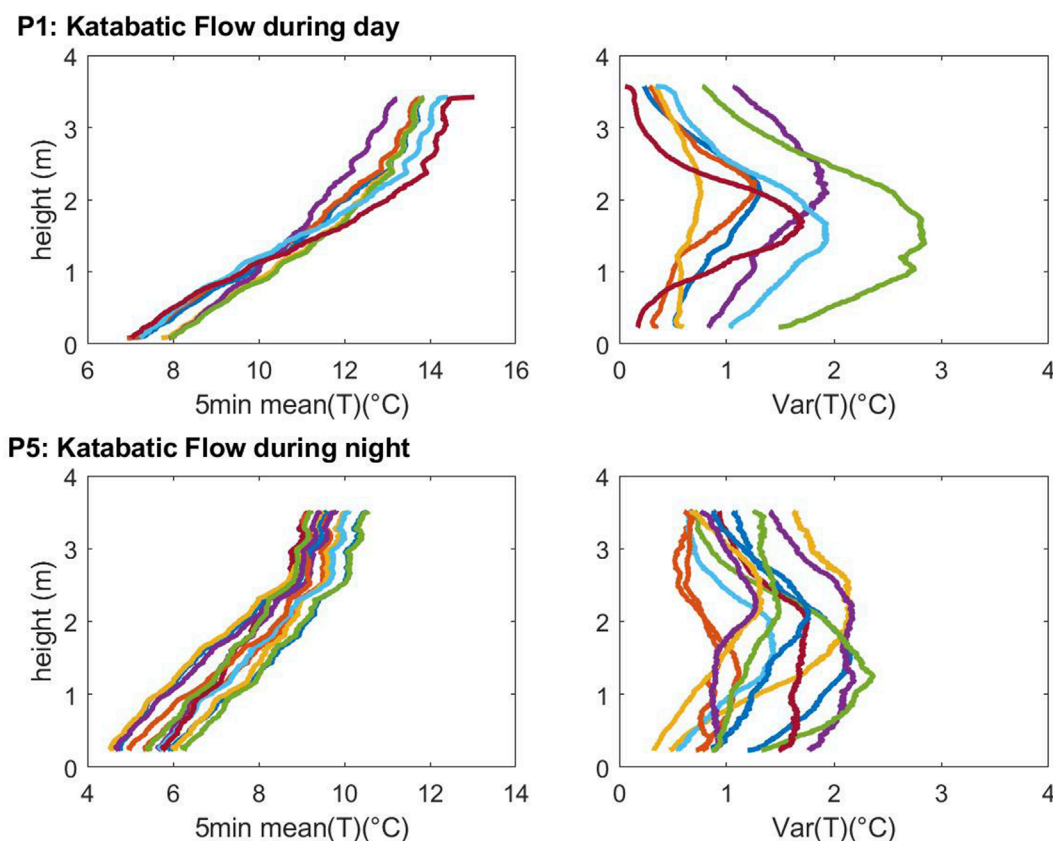 P1: Katabatic Flow during day
4
3
2
1
0
height (m)
6 8 10 12 14 16
5min mean(T)(°C)
4
3
2
1
0
0 1 2 3 4
Var(T)(°C)
P5: Katabatic Flow during night
4
3
2
1
0
height (m)
4 6 8 10 12 14
5min mean(T)(°C)
4
3
2
1
0
0 1 2 3 4
Var(T)(°C)